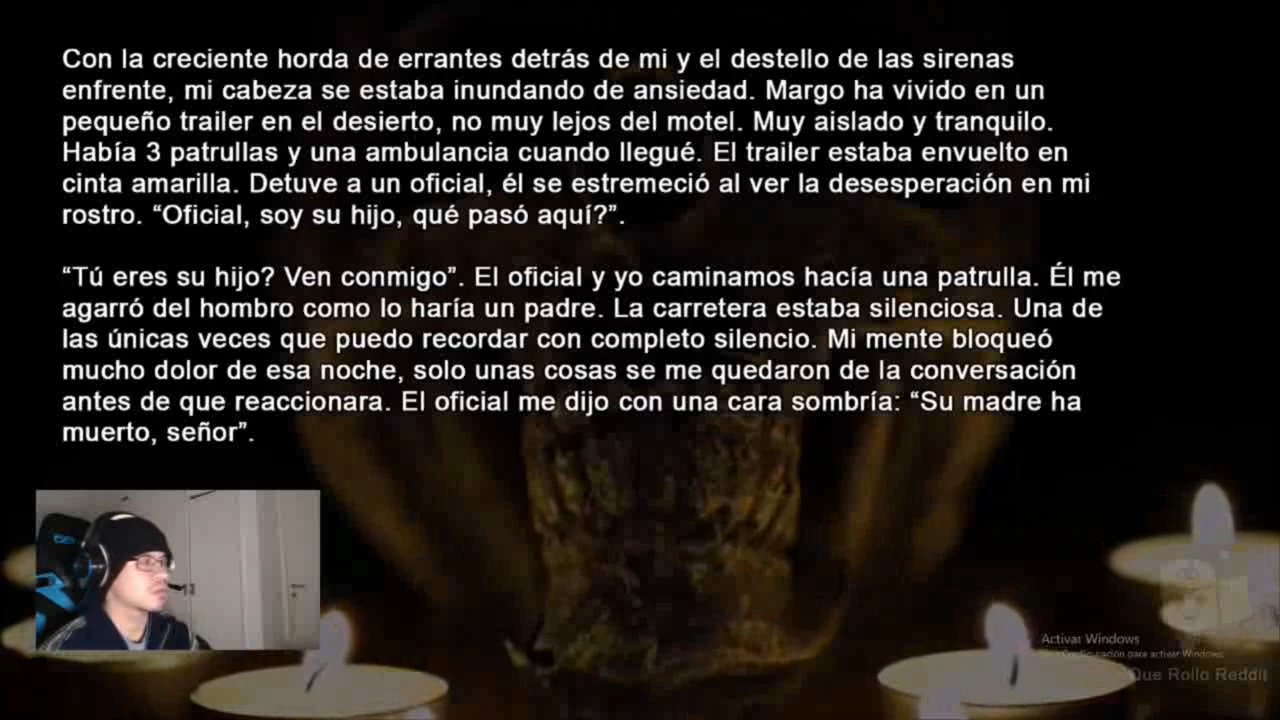 Con la creciente horda de errantes detrás de mi y el destello de las sirenas
enfrente, mi cabeza se estaba inundando de ansiedad. Margo ha vivido en un
pequeño trailer en el desierto, no muy lejos del motel. Muy aislado y tranquilo.
Había 3 patrullas y una ambulancia cuando llegué. El trailer estaba envuelto en
cinta amarilla. Detuve a un oficial, él se estremeció al ver la desesperación en mi
rostro. “Oficial, soy su hijo, qué pasó aquí?”.
“Tú eres su hijo? Ven conmigo”. El oficial y yo caminamos hacía una patrulla. Él me
agarró del hombro como lo haría un padre. La carretera estaba silenciosa. Una de
las únicas veces que puedo recordar con completo silencio. Mi mente bloqueó
mucho dolor de esa noche, solo unas cosas se me quedaron de la conversación
antes de que reaccionara. El oficial me dijo con una cara sombría: “Su madre ha
muerto, señor”.
Activar Windows
Configuración para activar Windows.
Que Rollo Reddit